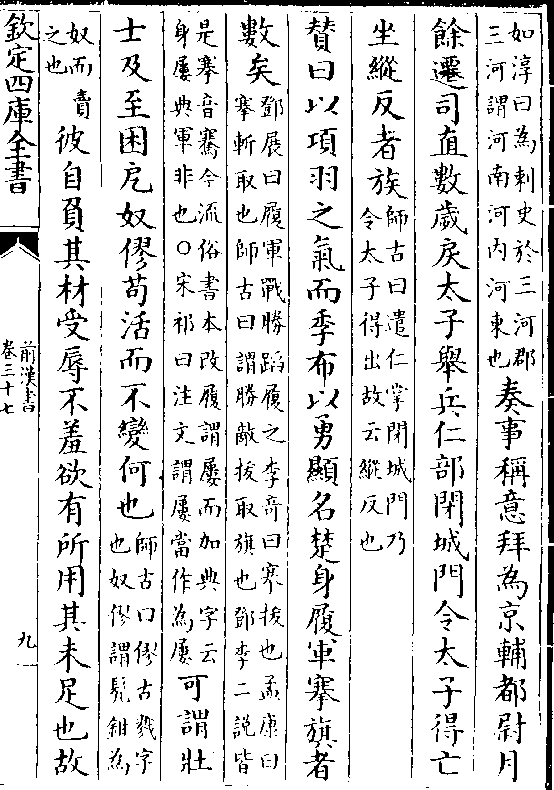 如淳曰為刺史於三河郡
三河謂河南河內河東也
奏事稱意拜為京輔都尉月
餘遷司直數歲戾太子舉兵仁部閉城門令太子得亡
坐縱反者族
師古曰遣仁掌閉城門乃
令太子得出故云縱反也
賛曰以項羽之氣而季布以勇顯名楚身履軍搴旗者
數矣
鄧展曰履軍戰勝蹈履之李奇曰搴拔也孟康曰
搴斬取也師古曰謂勝敵拔取旗也鄧李二説皆
是搴音騫今流俗書本改履謂屢而加典字云
身屢典軍非也○宋祁曰注文謂屢當作為屢
可謂壯
士及至困戹奴僇苟活而不變何也
師古曰僇古戮字
也奴僇謂髡鉗為
奴而賣
之也
彼自負其材受辱不羞欲有所用其未足也故
欽定四庫全書
前漢書
卷三十七
九